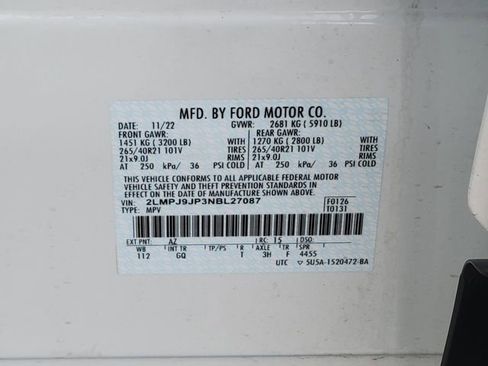 MFD. BY FORD MOTOR CO.
DATE: 11/22 GVWR: 2681 KG ( 5910 LB)
FRONT GAWR: REAR GAWR:
1451 KG ( 3200 LB) 1270 KG ( 2800 LB)
265/40R21 101V TIRES 265/40R21 101V TIRES
21x9.0J RIMS 21x9.0J RIMS
AT 250 kPa/ 36 PSI COLD AT 250 kPa/ 36 PSI COLD
THIS VEHICLE CONFORMS TO ALL APPLICABLE FEDERAL MOTOR
VEHICLE SAFETY AND THEFT PREVENTION STANDARDS IN
EFFECT ON THE DATE OF MANUFACTURE SHOWN ABOVE.
VIN: 2LMPJ9JP3NBL27087 F0126
TYPE: MPV T0131
EXT PNT: AZ RC: 15 DSO:
WB INT TR TP/PS R AXLE TR SPR
112 GQ T 3H F 4455
UTC ▽ 5U5A-1520472-BA